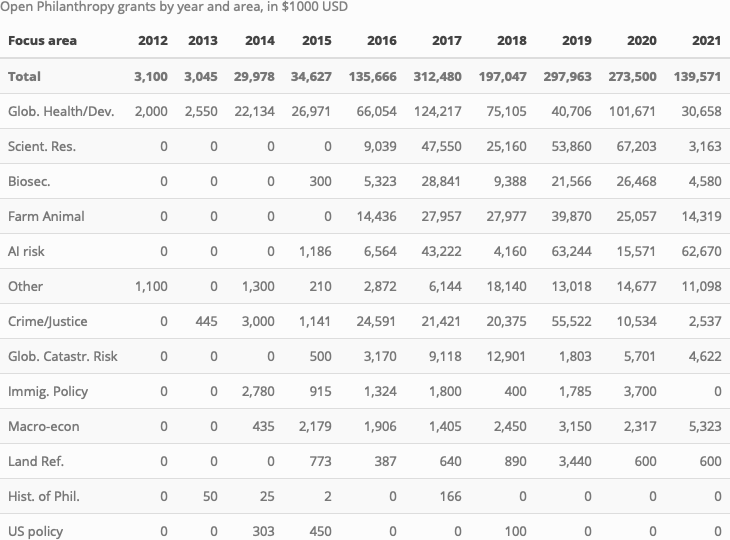 Open Philanthropy grants by year and area, in $1000 USD
Focus area 2012 2013 2014 2015 2016 2017 2018 2019 2020 2021
Total 3,100 3,045 29,978 34,627 135,666 312,480 197,047 297,963 273,500 139,571
Glob. Health/Dev. 2,000 2,550 22,134 26,971 66,054 124,217 75,105 40,706 101,671 30,658
Scient. Res. 0 0 0 0 9,039 47,550 25,160 53,860 67,203 3,163
Biosec. 0 0 0 300 5,323 28,841 9,388 21,566 26,468 4,580
Farm Animal 0 0 0 0 14,436 27,957 27,977 39,870 25,057 14,319
AI risk 0 0 0 1,186 6,564 43,222 4,160 63,244 15,571 62,670
Other 1,100 0 1,300 210 2,872 6,144 18,140 13,018 14,677 11,098
Crime/Justice 0 445 3,000 1,141 24,591 21,421 20,375 55,522 10,534 2,537
Glob. Catastr. Risk 0 0 0 500 3,170 9,118 12,901 1,803 5,701 4,622
Immig. Policy 0 0 2,780 915 1,324 1,800 400 1,785 3,700 0
Macro-econ 0 0 435 2,179 1,906 1,405 2,450 3,150 2,317 5,323
Land Ref. 0 0 0 773 387 640 890 3,440 600 600
Hist. of Phil. 0 50 25 2 0 166 0 0 0 0
US policy 0 0 303 450 0 0 100 0 0 0